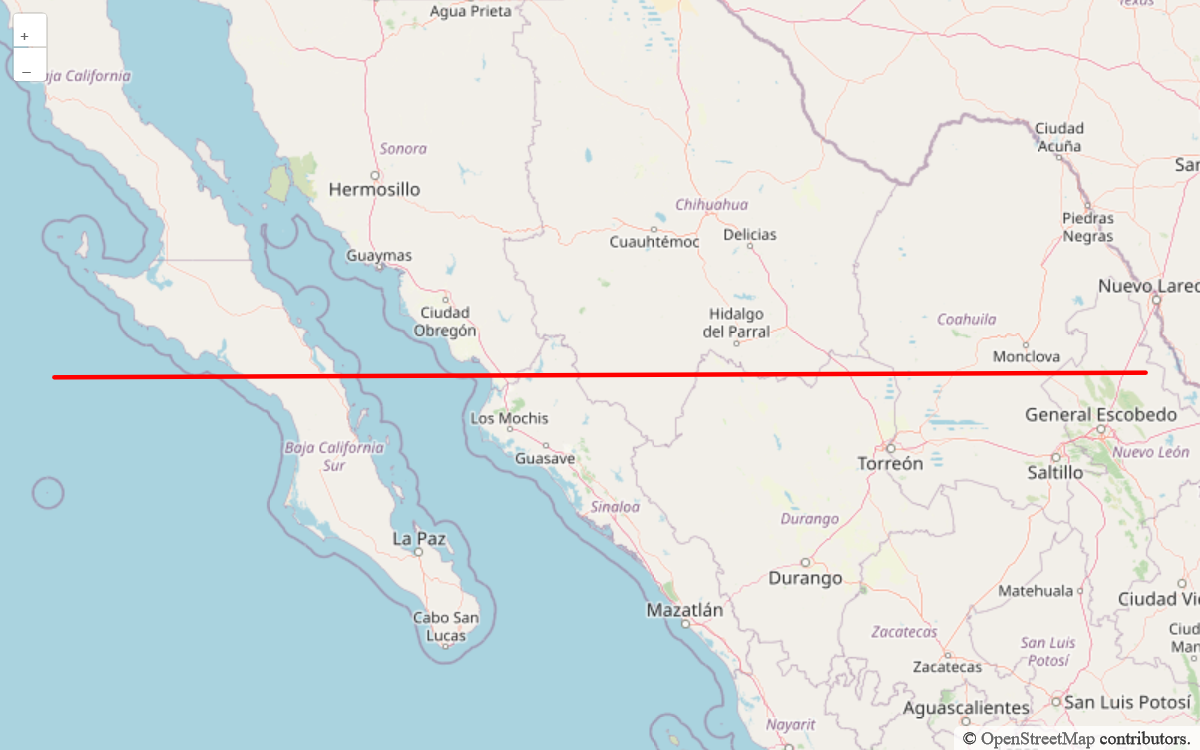 Agua Prieta
Texas
+
–
Baja California
Ciudad
Acuña
Sonora
San
Hermosillo
Chihuahua
Piedras
Negras
Cuauhtémoc
Delicias
Guaymas
Nuevo Lared
Ciudad
Obregón
Hidalgo
del Parral
Coahuila
Monclova
Los Mochis
General Escobedo
Baja California
Sur
Guasave
Torreón
Saltillo
Nuevo León
Sinaloa
Durango
La Paz
Durango
Matehuala
Ciudad Vi
Mazatlán
Cabo San
Lucas
Zacatecas
San Luis
Potosí
Ciud
Man
Zacatecas
Aguascalientes
San Luis Potosí
Nayarit
© OpenStreetMap contributors.